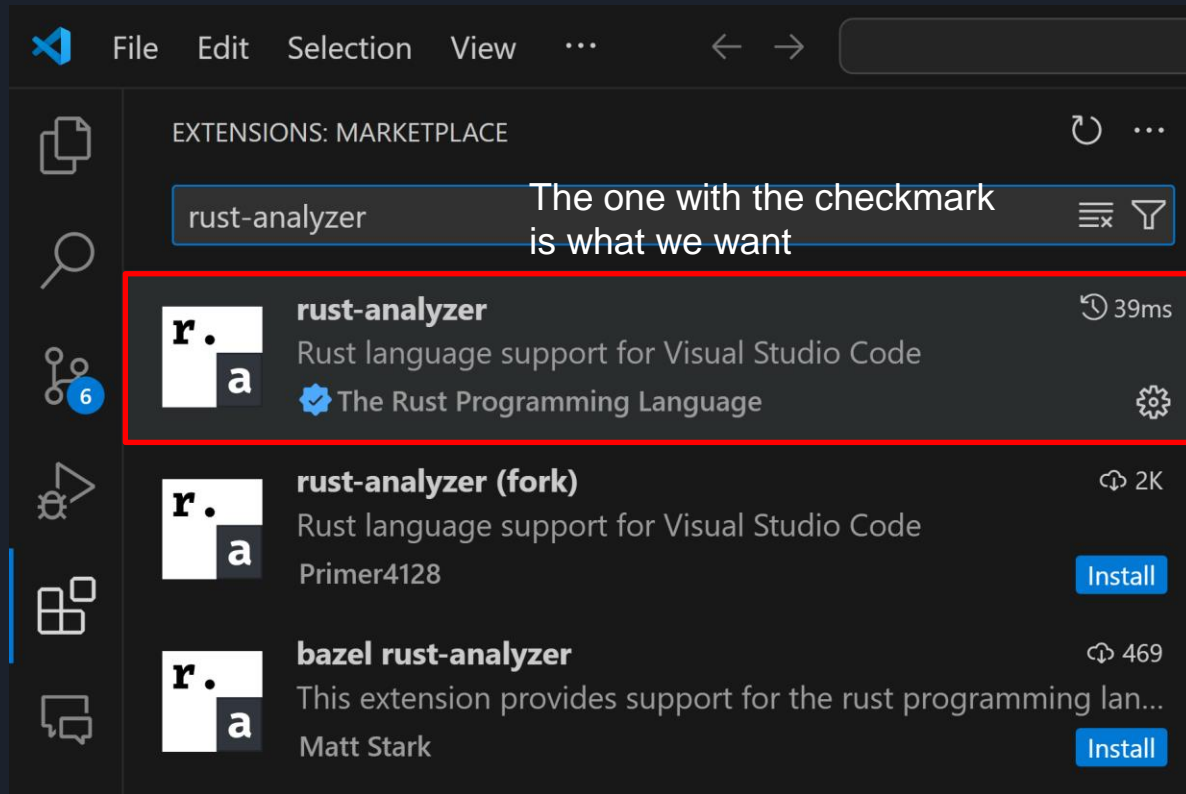 File Edit Selection View ...
EXTENSIONS: MARKETPLACE ...
The one with the checkmark
is what we want
rust-analyzer
r.
a
rust-analyzer
39ms
Rust language support for Visual Studio Code
The Rust Programming Language
6
r.
a
rust-analyzer (fork)
2K
Rust language support for Visual Studio Code
Primer4128
Install
r.
a
bazel rust-analyzer
469
This extension provides support for the rust programming lan...
Matt Stark
Install